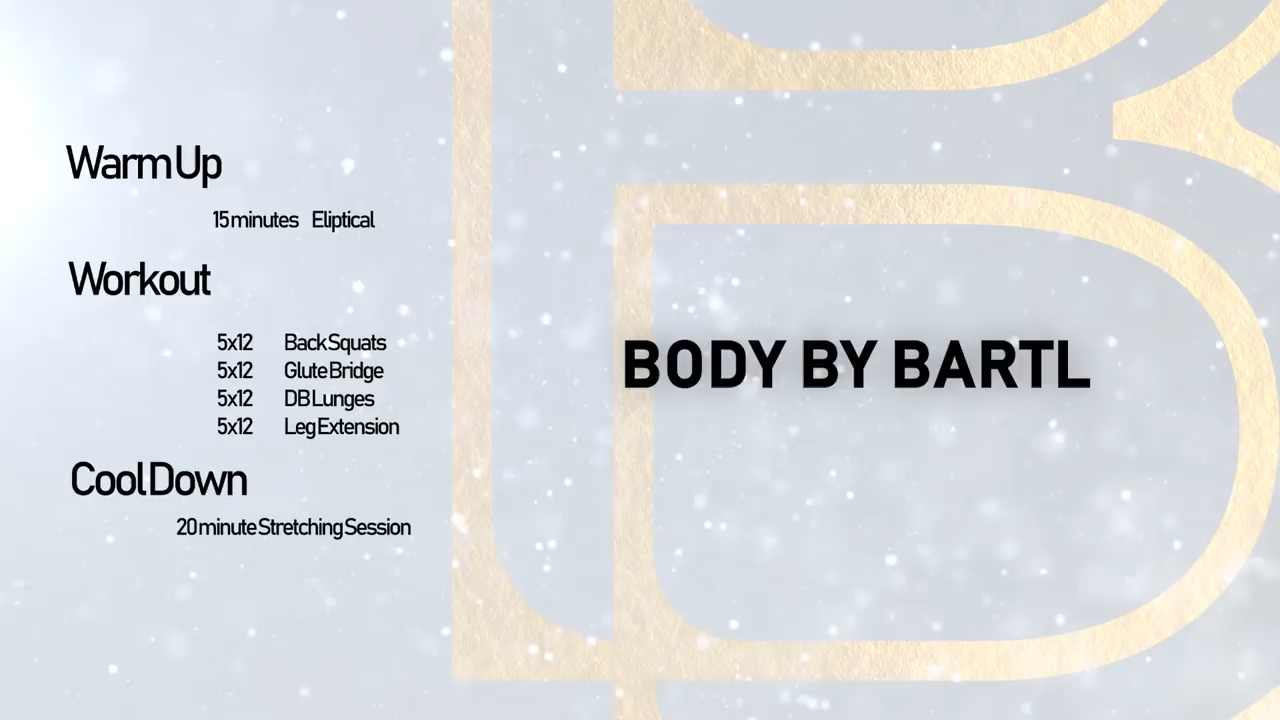 Warm Up
15 minutes Eliptical
Workout
5x12 Back Squats
5x12 Glute Bridge
5x12 DB Lunges
5x12 Leg Extension
Cool Down
20 minute Stretching Session
BODY BY BARTL